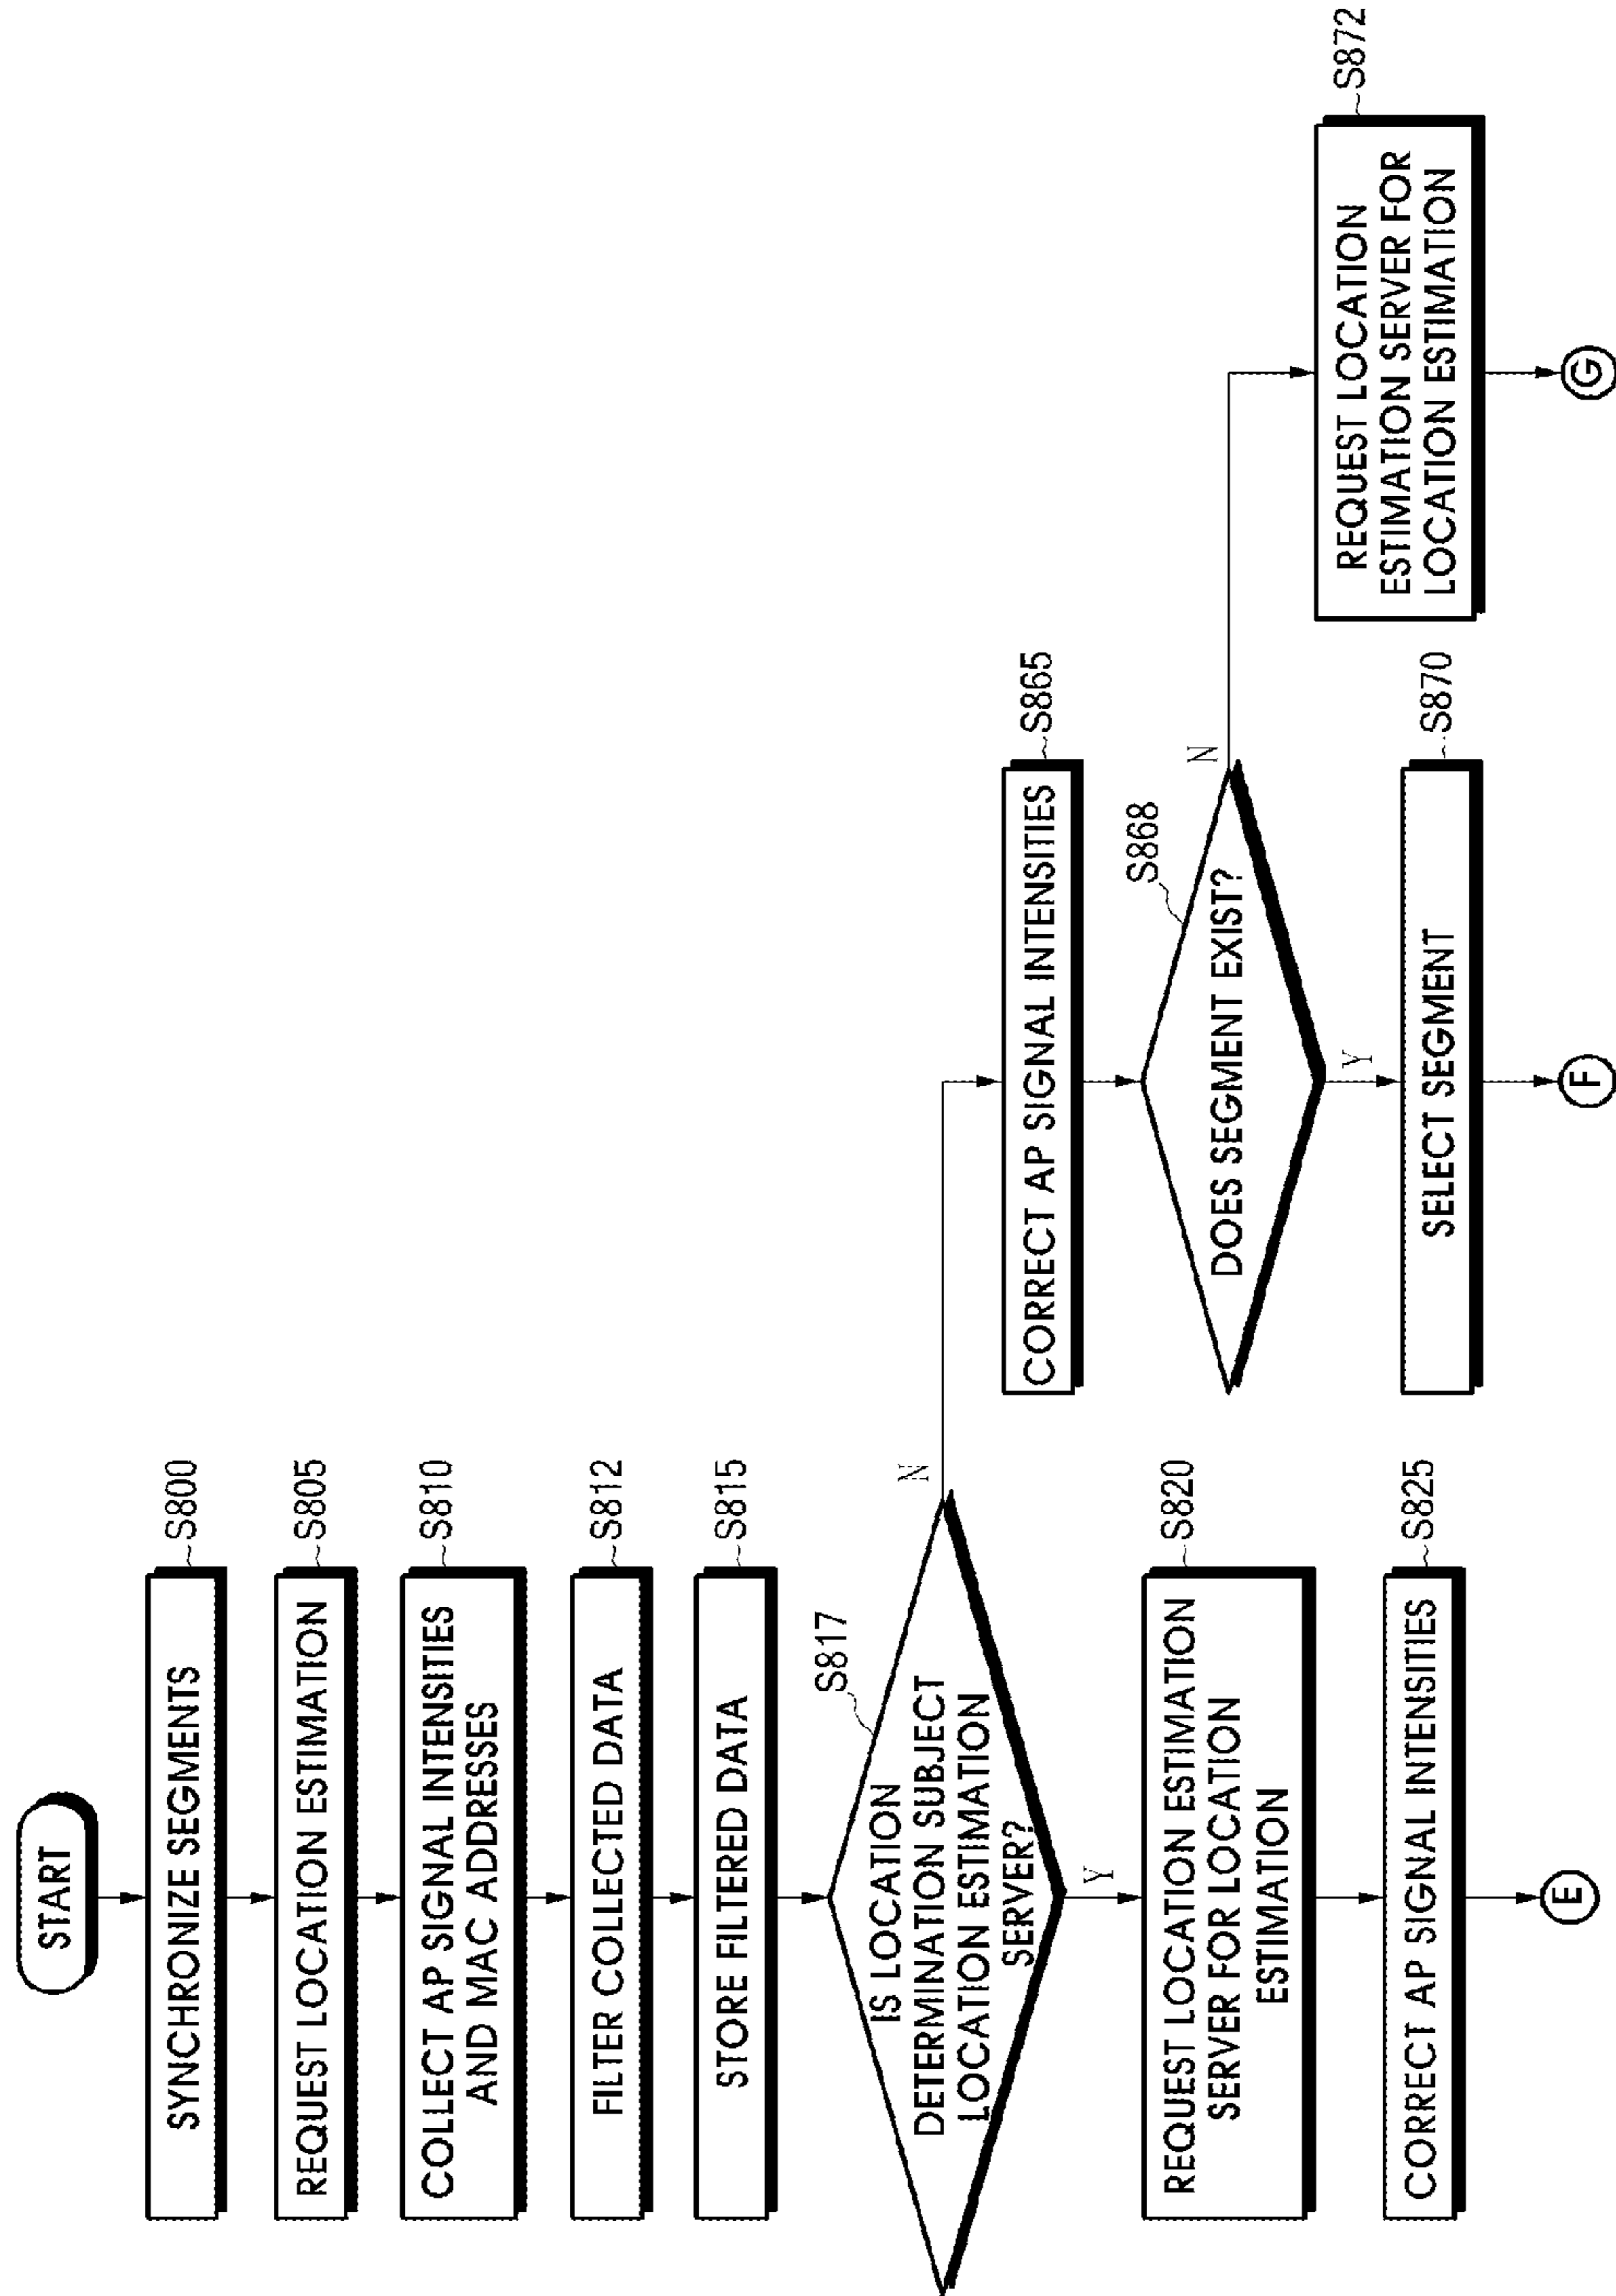 START
SYNCHRONIZE SEGMENTS
S800
REQUEST LOCATION ESTIMATION
S805
COLLECT AP SIGNAL INTENSITIES
AND MAC ADDRESSES
S810
FILTER COLLECTED DATA
S812
STORE FILTERED DATA
S815
IS LOCATION
DETERMINATION SUBJECT
LOCATION ESTIMATION
SERVER?
S817
N
Y
REQUEST LOCATION ESTIMATION
SERVER FOR LOCATION
ESTIMATION
S820
CORRECT AP SIGNAL INTENSITIES
S825
E
CORRECT AP SIGNAL INTENSITIES
S865
DOES SEGMENT EXIST?
S868
N
Y
SELECT SEGMENT
S870
F
REQUEST LOCATION
ESTIMATION SERVER FOR
LOCATION ESTIMATION
S872
G